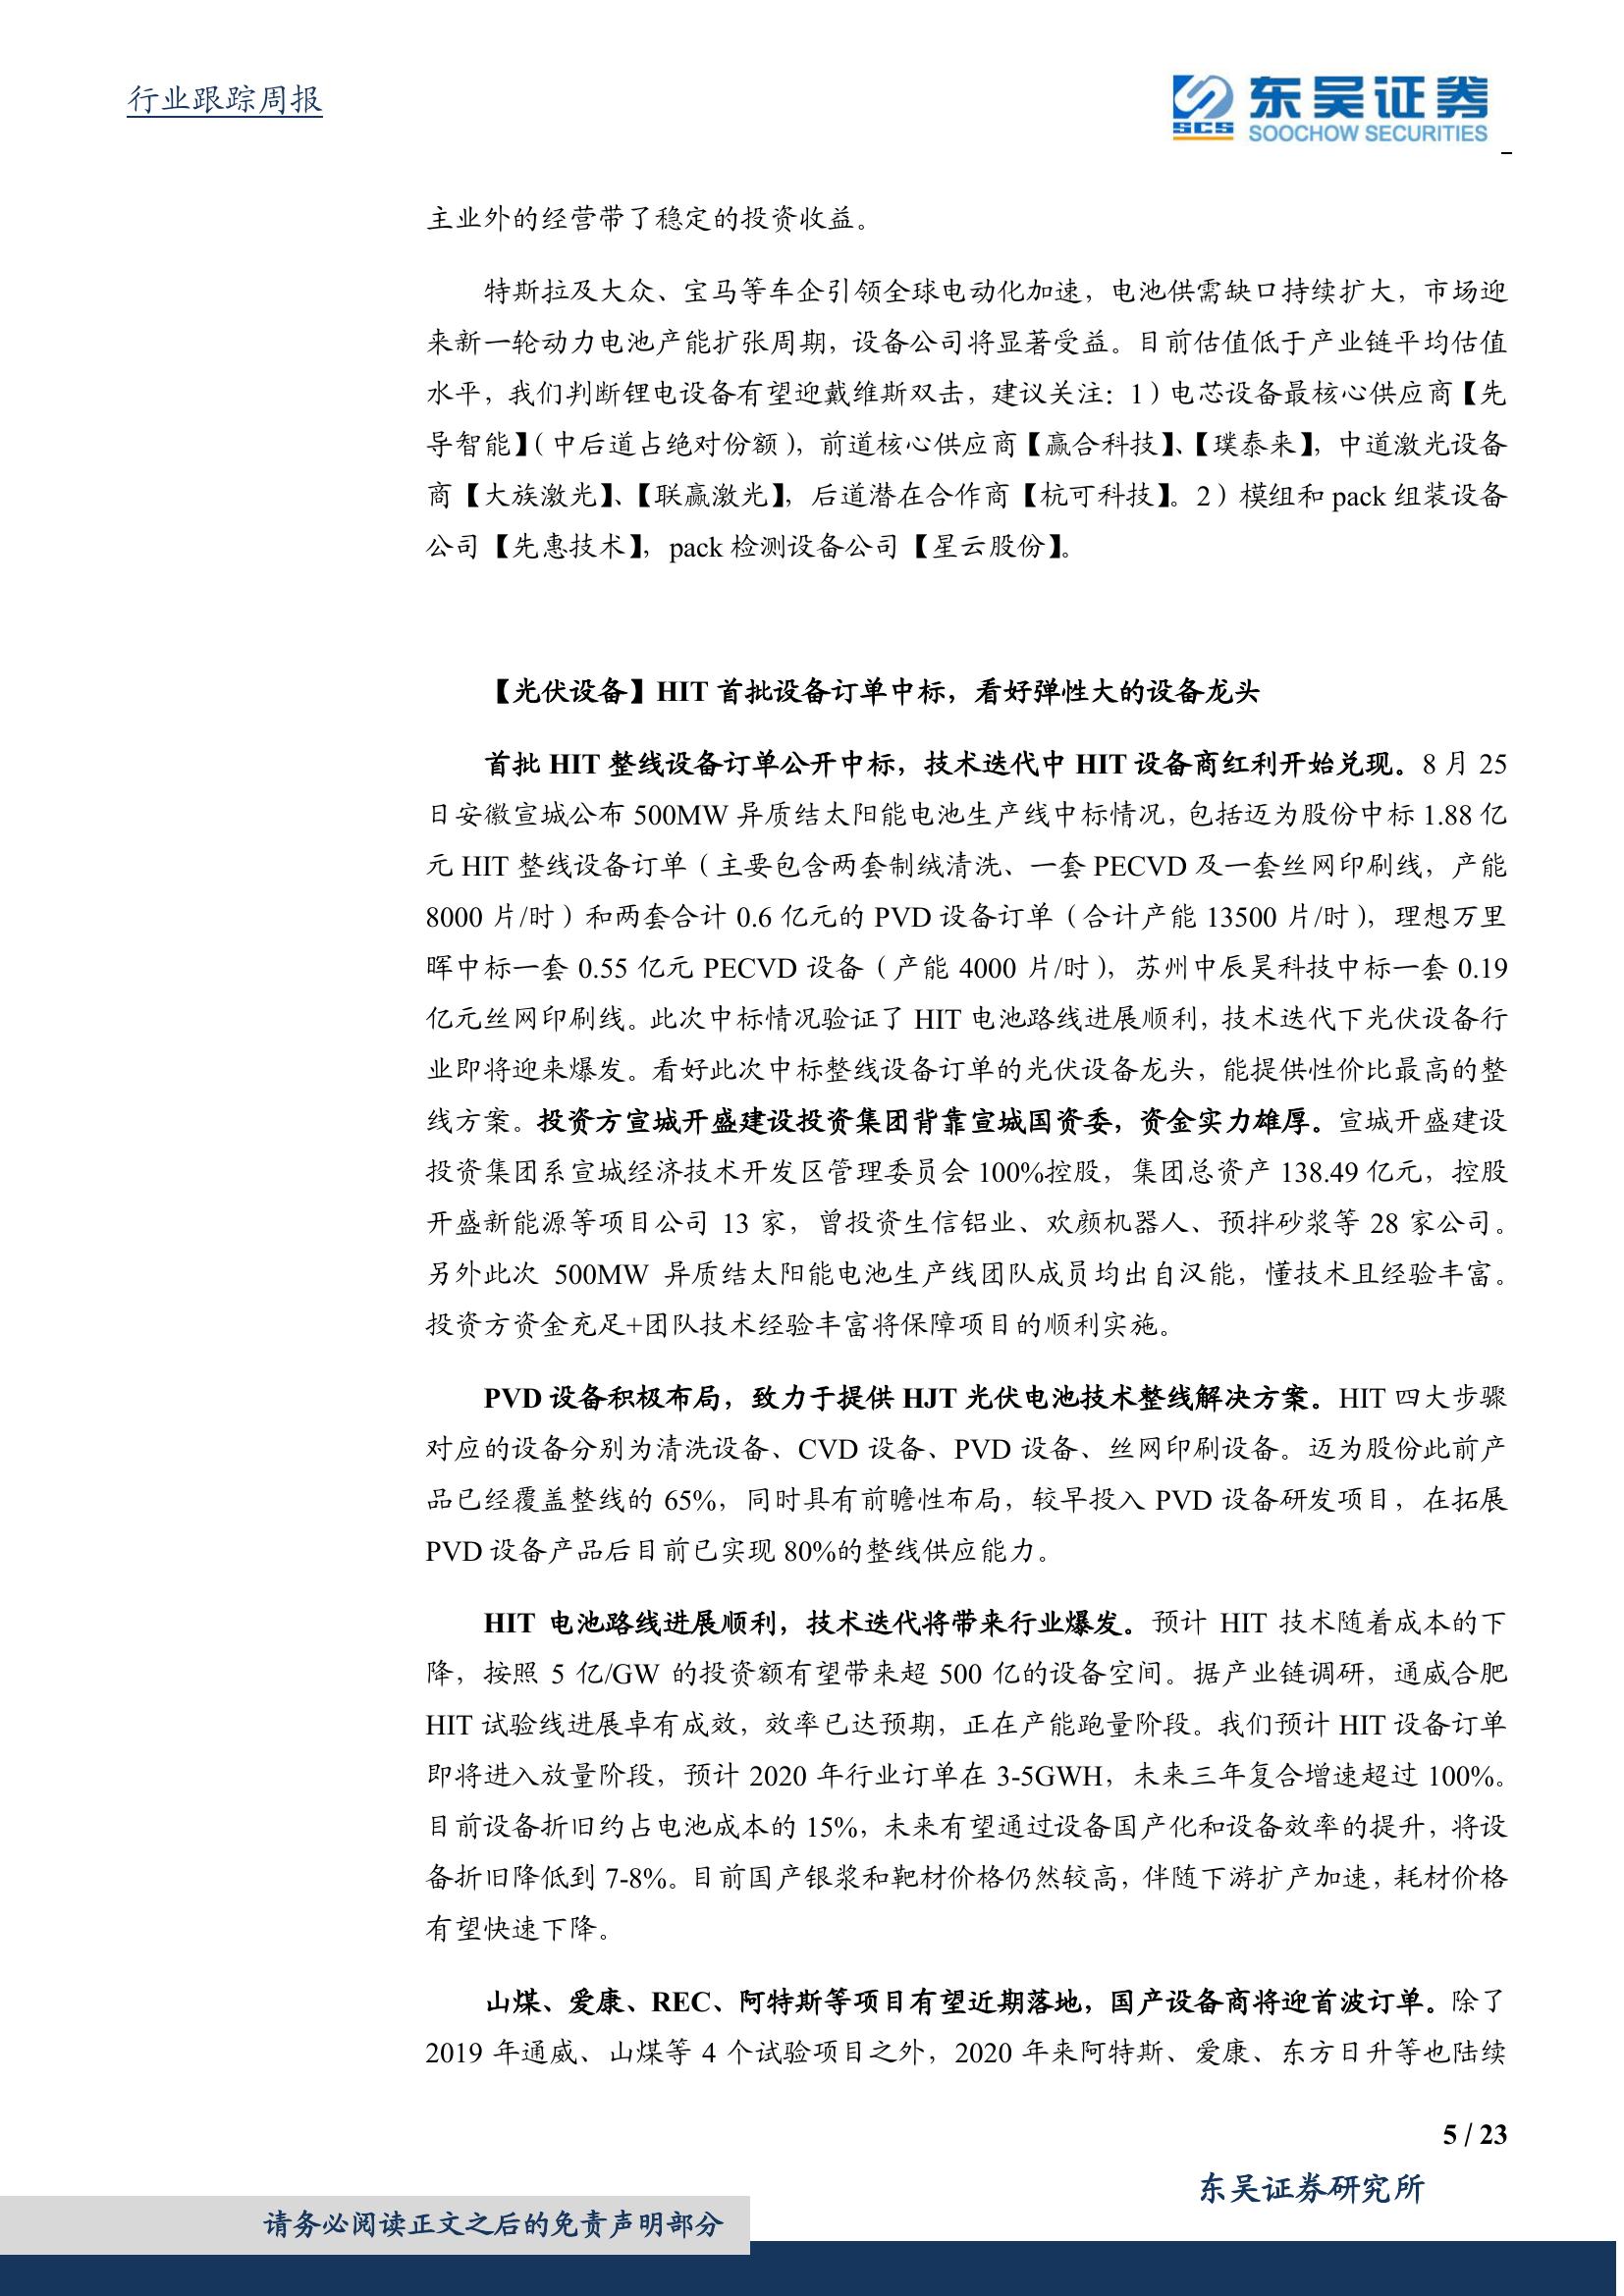 行业跟踪周报
东吴证券
SCS
SOOCHOW SECURITIES
主业外的经营带了稳定的投资收益。
特斯拉及大众、宝马等车企引领全球电动化加速，电池供需缺口持续扩大，市场迎
来新一轮动力电池产能扩张周期，设备公司将显著受益。目前估值低于产业链平均估值
水平，我们判断锂电设备有望迎戴维斯双击，建议关注：1）电芯设备最核心供应商【先
导智能】（中后道占绝对份额），前道核心供应商【赢合科技】、【璞泰来】，中道激光设备
商【大族激光】、【联赢激光】，后道潜在合作商【杭可科技】。2）模组和 pack 组装设备
公司【先惠技术】，pack 检测设备公司【星云股份】。
【光伏设备】HIT 首批设备订单中标，看好弹性大的设备龙头
首批 HIT 整线设备订单公开中标，技术迭代中 HIT 设备商红利开始兑现。8 月 25
日安徽宣城公布 500MW 异质结太阳能电池生产线中标情况，包括迈为股份中标 1.88 亿
元 HIT 整线设备订单（主要包含两套制绒清洗、一套 PECVD 及一套丝网印刷线，产能
8000 片/时）和两套合计 0.6 亿元的 PVD 设备订单（合计产能 13500 片/时），理想万里
晖中标一套 0.55 亿元 PECVD 设备（产能 4000 片/时），苏州中辰昊科技中标一套 0.19
亿元丝网印刷线。此次中标情况验证了 HIT 电池路线进展顺利，技术迭代下光伏设备行
业即将迎来爆发。看好此次中标整线设备订单的光伏设备龙头，能提供性价比最高的整
线方案。投资方宣城开盛建设投资集团背靠宣城国资委，资金实力雄厚。宣城开盛建设
投资集团系宣城经济技术开发区管理委员会 100%控股，集团总资产 138.49 亿元，控股
开盛新能源等项目公司 13 家，曾投资生信铝业、欢颜机器人、预拌砂浆等 28 家公司。
另外此次 500MW 异质结太阳能电池生产线团队成员均出自汉能，懂技术且经验丰富。
投资方资金充足+团队技术经验丰富将保障项目的顺利实施。
PVD 设备积极布局，致力于提供 HJT 光伏电池技术整线解决方案。HIT 四大步骤
对应的设备分别为清洗设备、CVD 设备、PVD 设备、丝网印刷设备。迈为股份此前产
品已经覆盖整线的 65%，同时具有前瞻性布局，较早投入 PVD 设备研发项目，在拓展
PVD 设备产品后目前已实现 80%的整线供应能力。
HIT 电池路线进展顺利，技术迭代将带来行业爆发。预计 HIT 技术随着成本的下
降，按照 5 亿/GW 的投资额有望带来超 500 亿的设备空间。据产业链调研，通威合肥
HIT 试验线进展卓有成效，效率已达预期，正在产能跑量阶段。我们预计 HIT 设备订单
即将进入放量阶段，预计 2020 年行业订单在 3-5GWH，未来三年复合增速超过 100%。
目前设备折旧约占电池成本的 15%，未来有望通过设备国产化和设备效率的提升，将设
备折旧降低到 7-8%。目前国产银浆和靶材价格仍然较高，伴随下游扩产加速，耗材价格
有望快速下降。
山煤、爱康、REC、阿特斯等项目有望近期落地，国产设备商将迎首波订单。除了
2019 年通威、山煤等 4 个试验项目之外，2020 年来阿特斯、爱康、东方日升等也陆续
5 / 23
东吴证券研究所
请务必阅读正文之后的免责声明部分